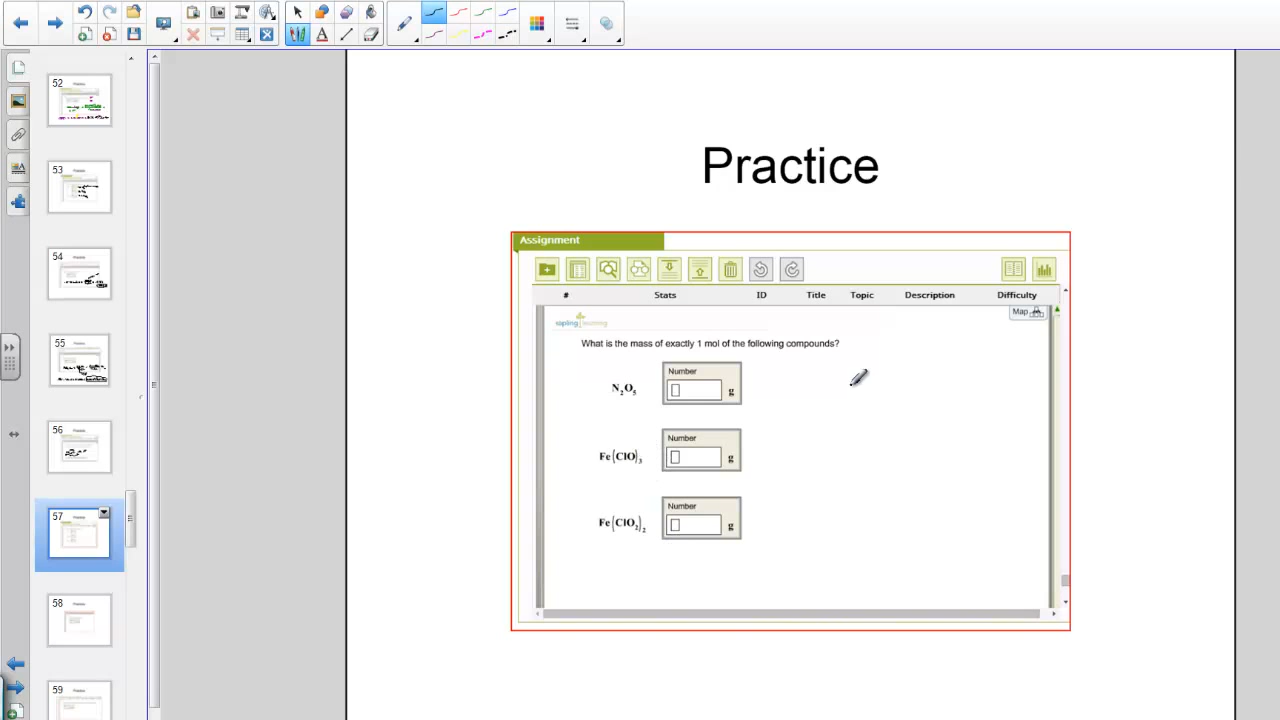 52
53
54
55
56
57
58
59
Practice
Assignment
# Stats ID Title Topic Description Difficulty
sapling learning
Map
What is the mass of exactly 1 mol of the following compounds?
Number
N₂O₅ g
Number
Fe(ClO)₃ g
Number
Fe(ClO₂)₂ g